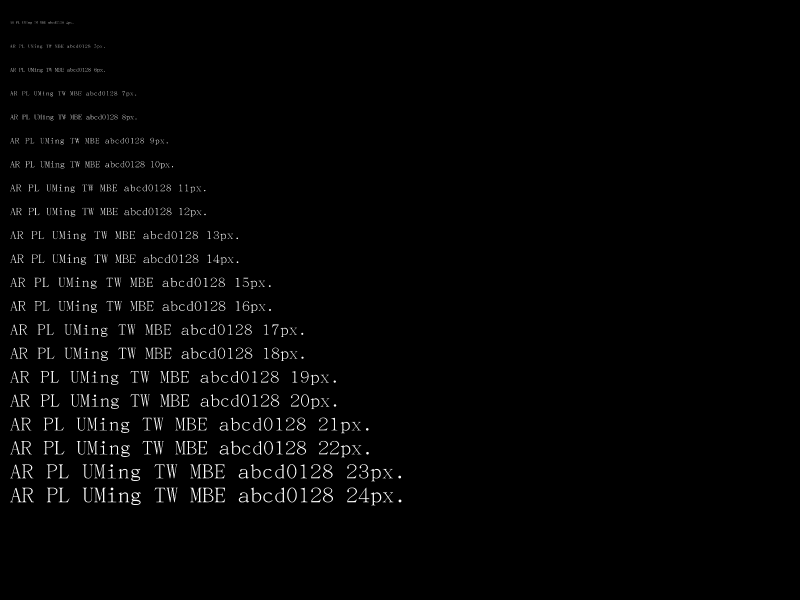 AR PL UMing TW MBE abcd0128 4px.
AR PL UMing TW MBE abcd0128 5px.
AR PL UMing TW MBE abcd0128 6px.
AR PL UMing TW MBE abcd0128 7px.
AR PL UMing TW MBE abcd0128 8px.
AR PL UMing TW MBE abcd0128 9px.
AR PL UMing TW MBE abcd0128 10px.
AR PL UMing TW MBE abcd0128 11px.
AR PL UMing TW MBE abcd0128 12px.
AR PL UMing TW MBE abcd0128 13px.
AR PL UMing TW MBE abcd0128 14px.
AR PL UMing TW MBE abcd0128 15px.
AR PL UMing TW MBE abcd0128 16px.
AR PL UMing TW MBE abcd0128 17px.
AR PL UMing TW MBE abcd0128 18px.
AR PL UMing TW MBE abcd0128 19px.
AR PL UMing TW MBE abcd0128 20px.
AR PL UMing TW MBE abcd0128 21px.
AR PL UMing TW MBE abcd0128 22px.
AR PL UMing TW MBE abcd0128 23px.
AR PL UMing TW MBE abcd0128 24px.